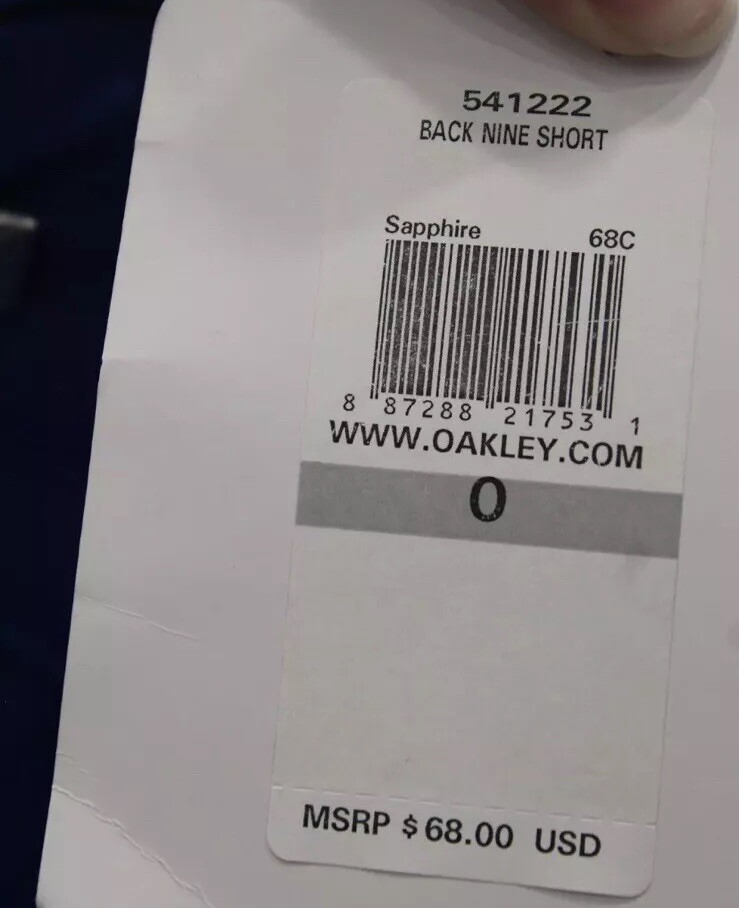 541222
BACK NINE SHORT
Sapphire 68C
8 87288 21753 1
WWW.OAKLEY.COM
0
MSRP $68.00 USD